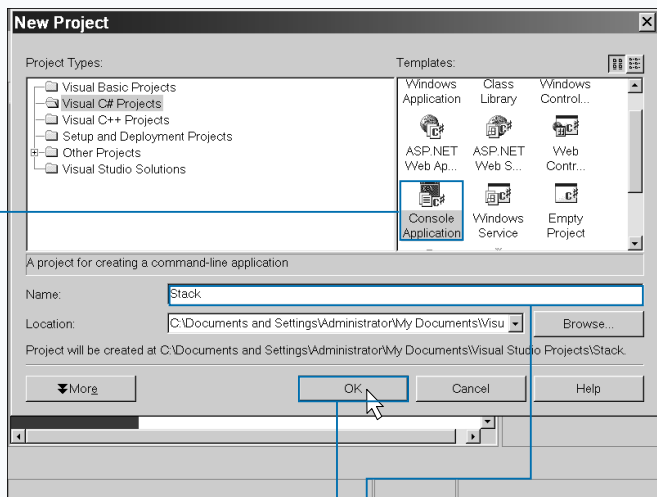 New Project
Project Types:
Templates:
Visual Basic Projects
Visual C# Projects
Visual C++ Projects
Setup and Deployment Projects
Other Projects
Visual Studio Solutions
Windows Application
Class Library
Windows Control...
ASP.NET Web Ap...
ASP.NET Web S...
Web Contr...
Console Application
Windows Service
Empty Project
A project for creating a command-line application
Name:
Stack
Location:
C:\Documents and Settings\Administrator\My Documents\Visu
Browse...
Project will be created at C:\Documents and Settings\Administrator\My Documents\Visual Studio Projects\Stack.
More
OK
Cancel
Help